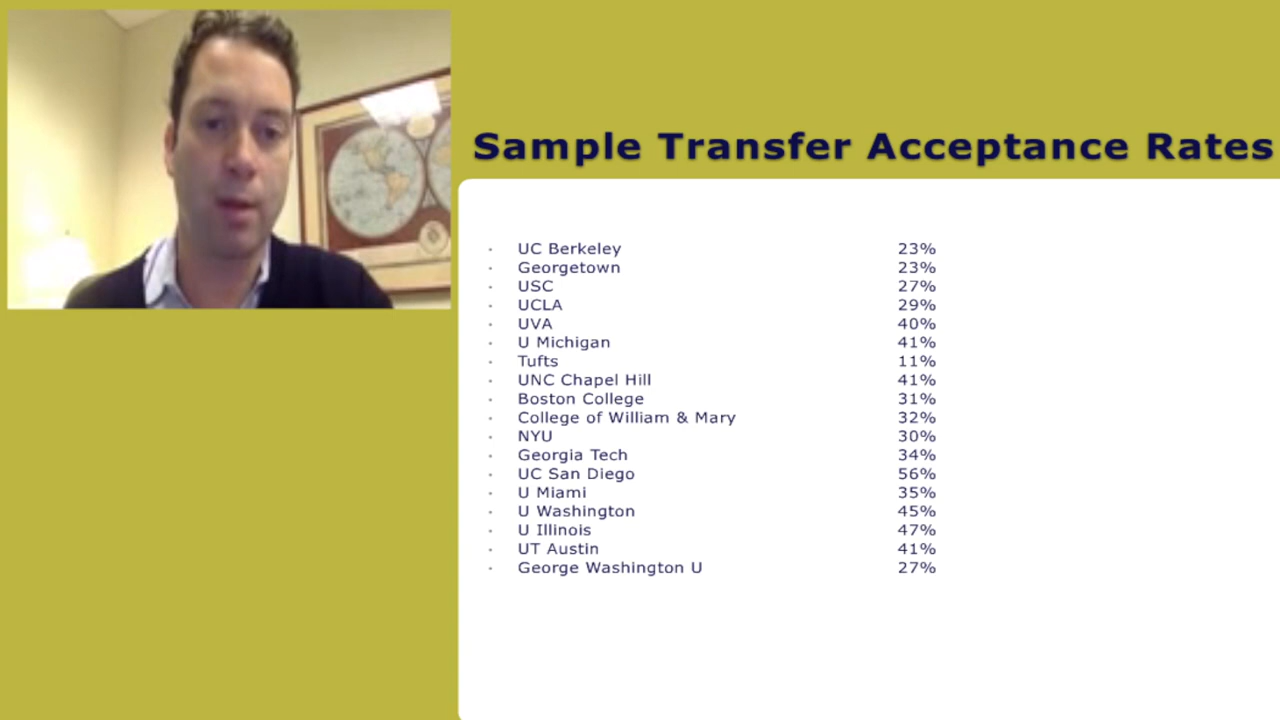 Sample Transfer Acceptance Rates
· UC Berkeley 23%
· Georgetown 23%
· USC 27%
· UCLA 29%
· UVA 40%
· U Michigan 41%
· Tufts 11%
· UNC Chapel Hill 41%
· Boston College 31%
· College of William & Mary 32%
· NYU 30%
· Georgia Tech 34%
· UC San Diego 56%
· U Miami 35%
· U Washington 45%
· U Illinois 47%
· UT Austin 41%
· George Washington U 27%